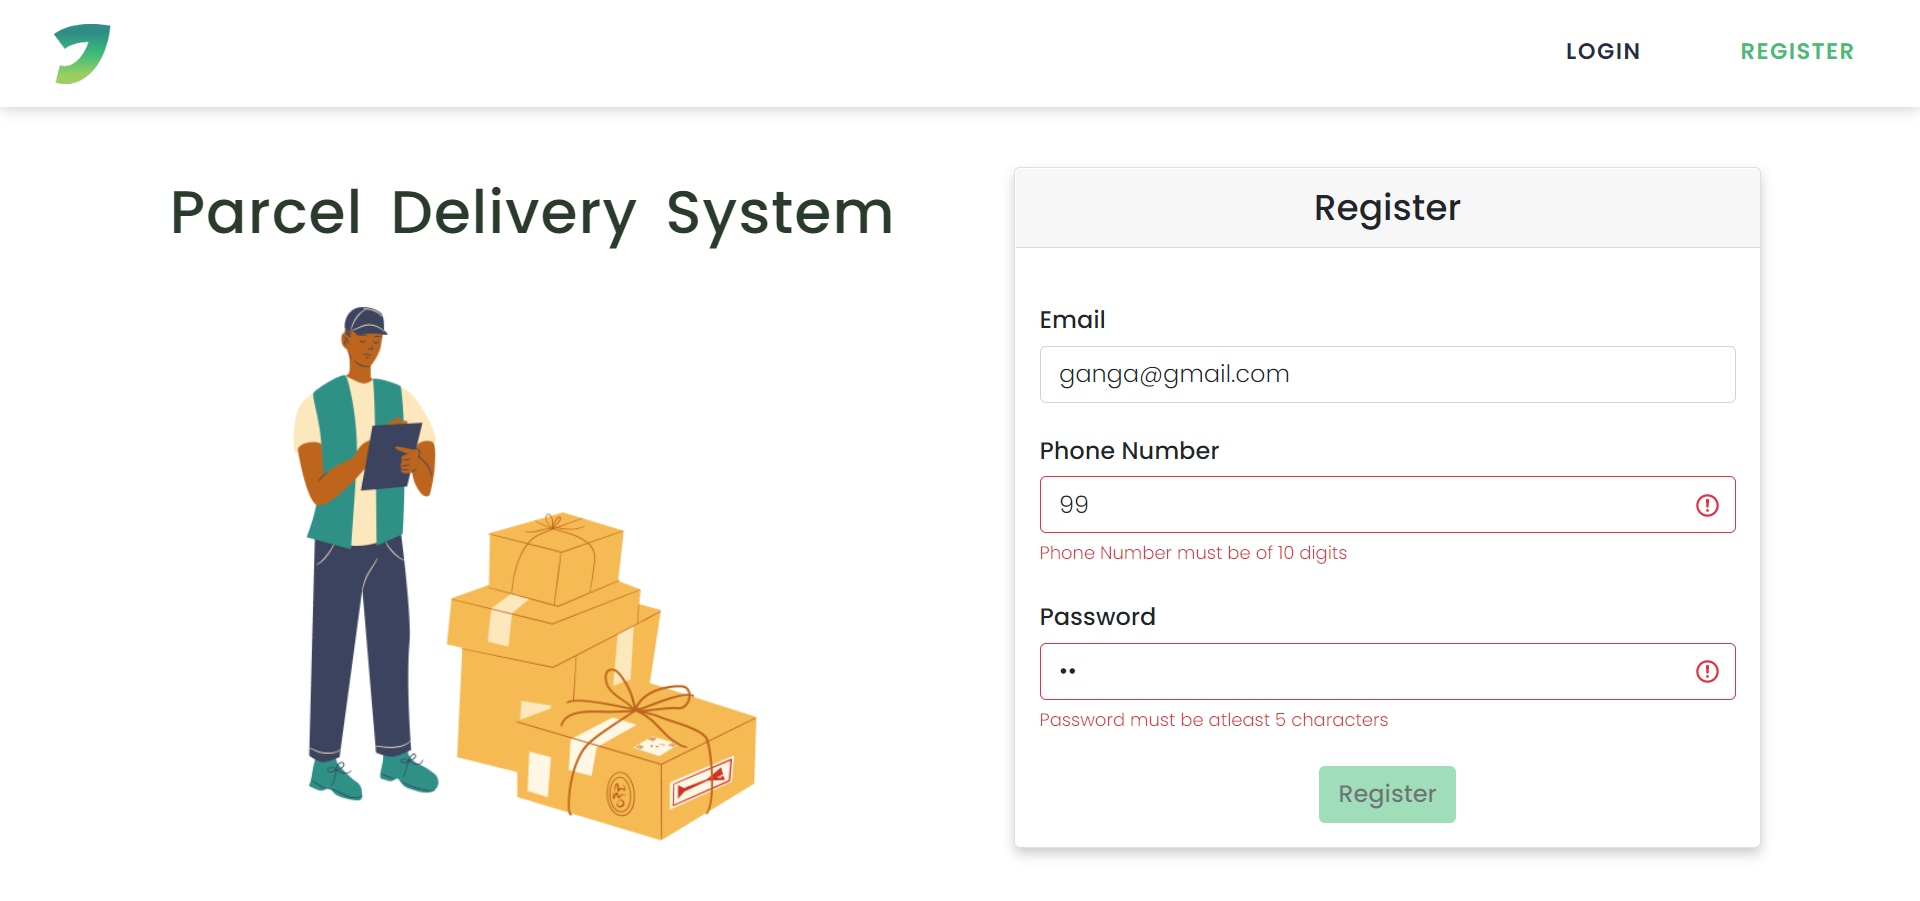 LOGIN
REGISTER
Parcel Delivery System
Register
Email
ganga@gmail.com
Phone Number
99
Phone Number must be of 10 digits
Password
••
Password must be atleast 5 characters
Register